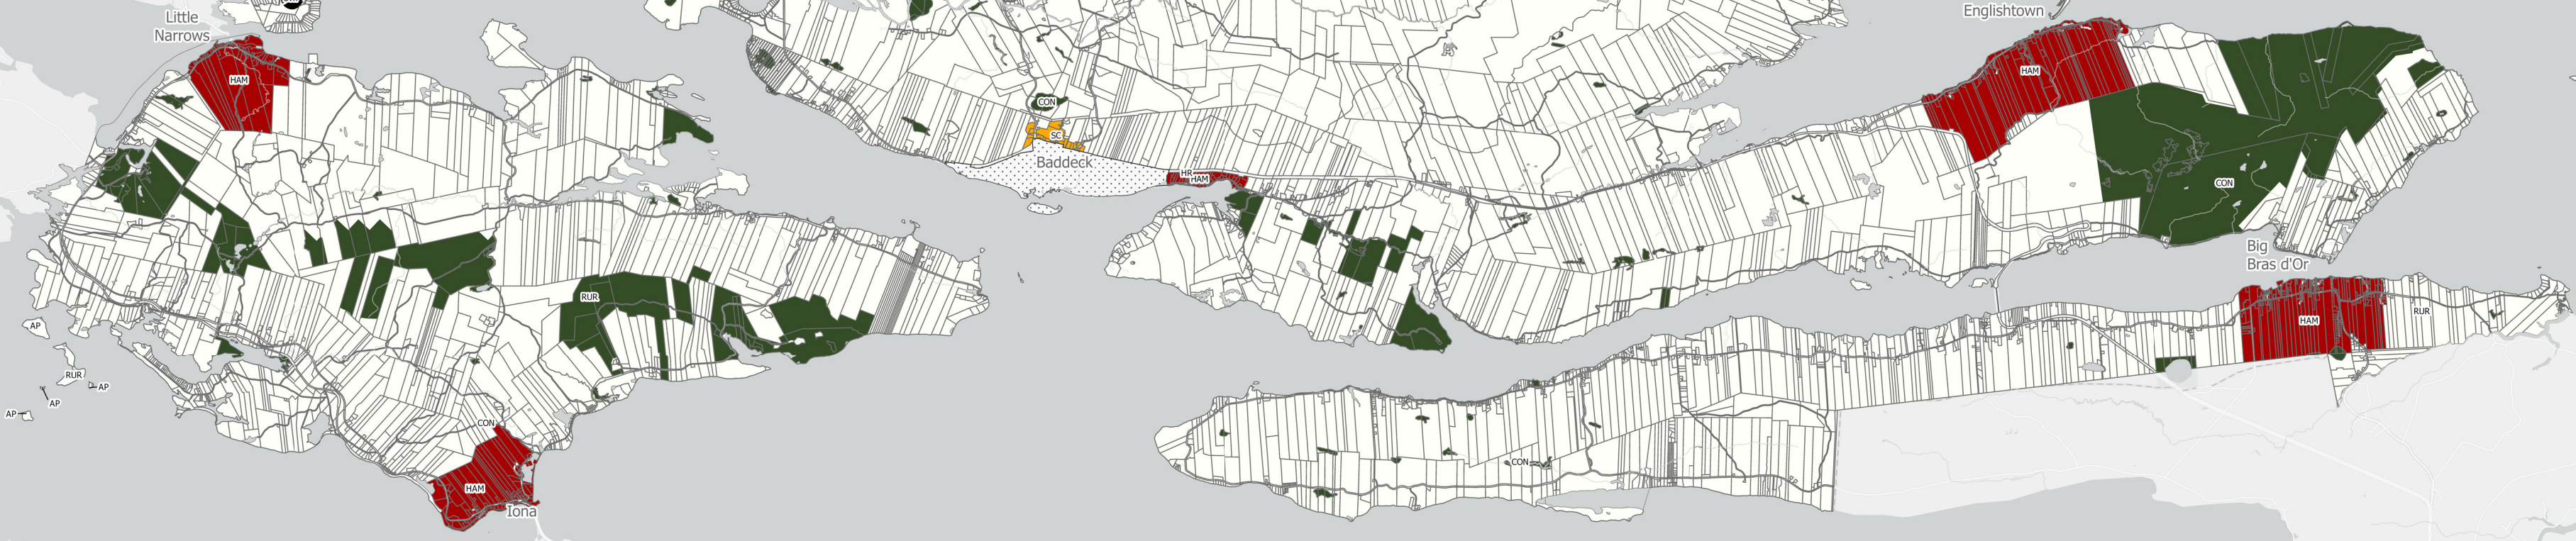 Little
Narrows
HAM
Englishtown
HAM
CON
SC
Baddeck
HR
HAM
CON
Big
Bras d'Or
RUR
AP
HAM
RUR
RUR
AP
AP
AP
CON
HAM
Iona
CON